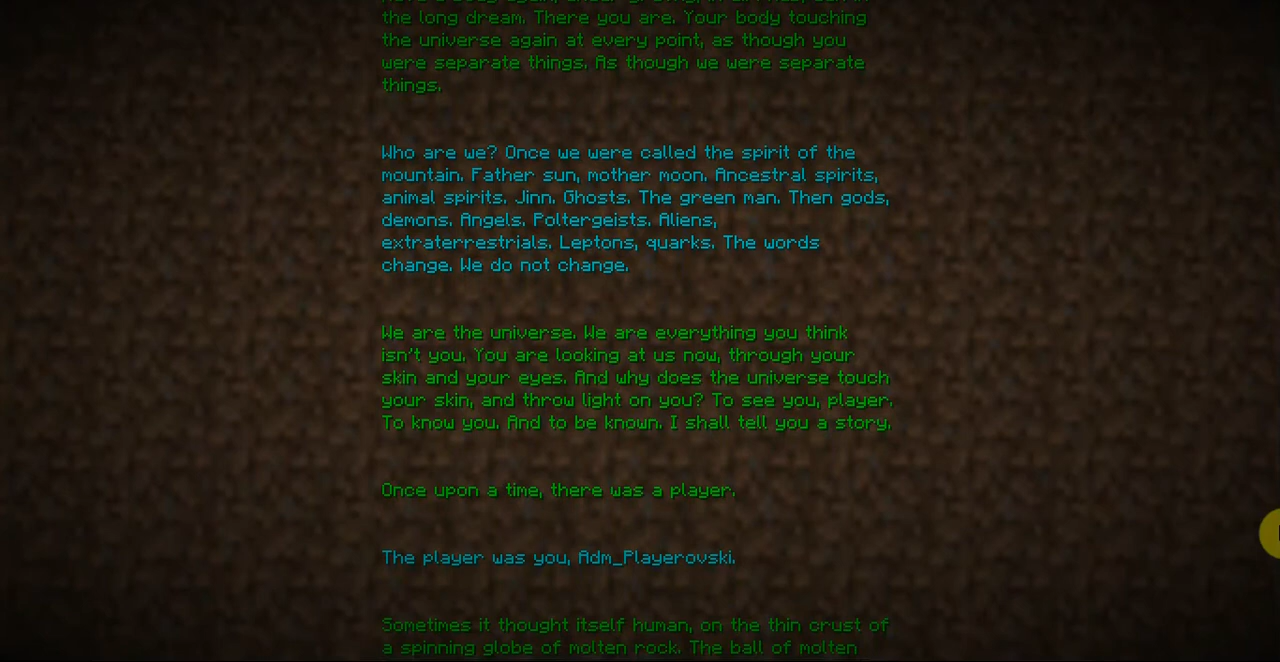 the long dream. There you are. Your body touching
the universe again at every point, as though you
were separate things. As though we were separate
things.
Who are we? Once we were called the spirit of the
mountain. Father sun, mother moon. Ancestral spirits,
animal spirits. Jinn. Ghosts. The green man. Then gods,
demons. Angels. Poltergeists. Aliens,
extraterrestrials. Leptons, quarks. The words
change. We do not change.
We are the universe. We are everything you think
isn't you. You are looking at us now, through your
skin and your eyes. And why does the universe touch
your skin, and throw light on you? To see you, player.
To know you. And to be known. I shall tell you a story.
Once upon a time, there was a player.
The player was you, Adm_Playerovski.
Sometimes it thought itself human, on the thin crust of
a spinning globe of molten rock. The ball of molten